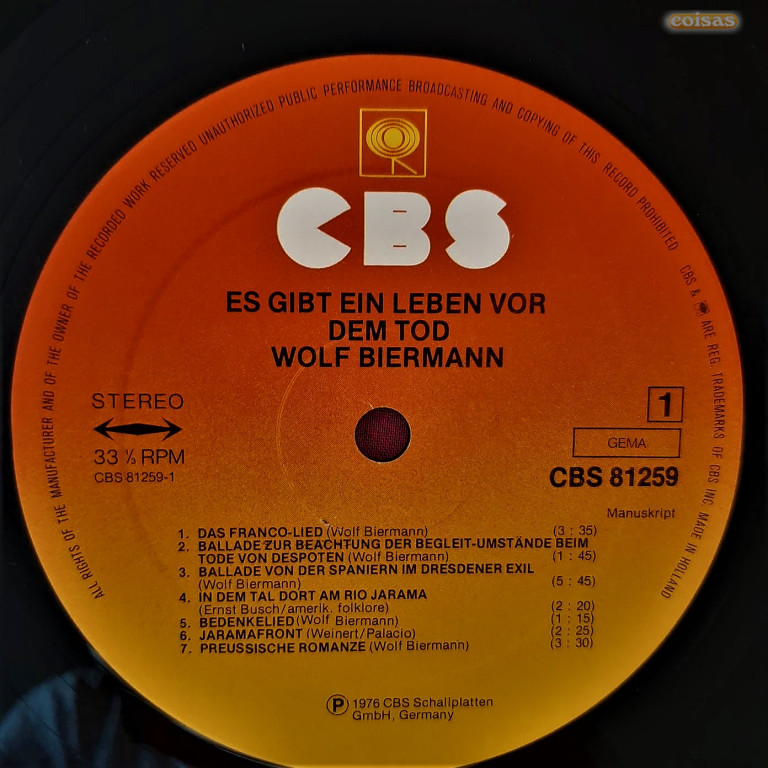 coisas
ALL RIGHTS OF THE MANUFACTURER AND OF THE OWNER OF THE RECORDED WORK RESERVED UNAUTHORIZED PUBLIC PERFORMANCE BROADCASTING AND COPYING OF THIS RECORD PROHIBITED CBS & ARE REG. TRADEMARKS OF CBS INC. MADE IN HOLLAND
CBS
ES GIBT EIN LEBEN VOR
DEM TOD
WOLF BIERMANN
STEREO
33 ⅓ RPM
CBS 81259-1
1
GEMA
CBS 81259
Manuskript
1. DAS FRANCO-LIED (Wolf Biermann) (3 : 35)
2. BALLADE ZUR BEACHTUNG DER BEGLEIT-UMSTÄNDE BEIM
TODE VON DESPOTEN (Wolf Biermann) (1 : 45)
3. BALLADE VON DER SPANIERN IM DRESDENER EXIL
(Wolf Biermann) (5 : 45)
4. IN DEM TAL DORT AM RIO JARAMA
(Ernst Busch/amerik. folklore) (2 : 20)
5. BEDENKELIED (Wolf Biermann) (1 : 15)
6. JARAMAFRONT (Weinert/Palacio) (2 : 25)
7. PREUSSISCHE ROMANZE (Wolf Biermann) (3 : 30)
Ⓟ 1976 CBS Schallplatten
GmbH, Germany